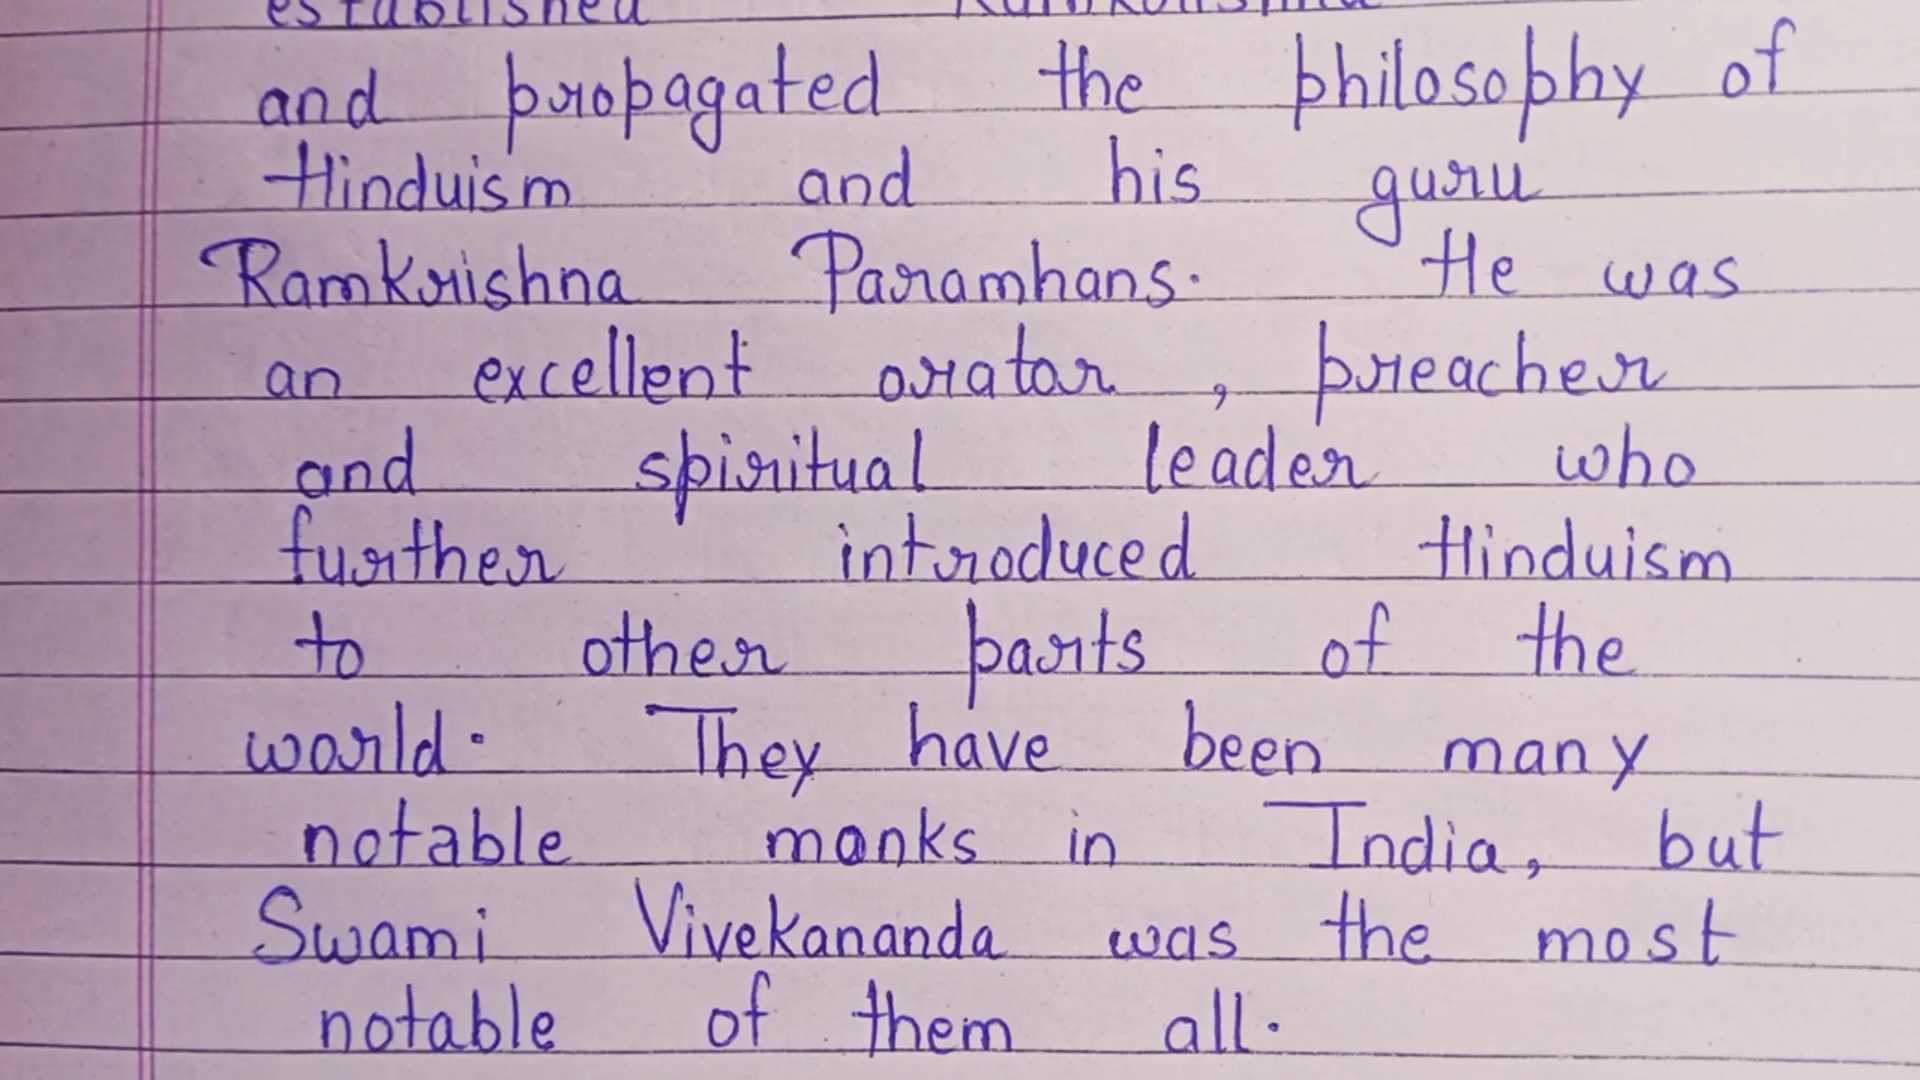 established Ramkrishna
and propagated the philosophy of
Hinduism and his guru
Ramkrishna Paramhans.   He was
an excellent orator , preacher
and spiritual leader who
further introduced Hinduism
to other parts of the
world. They have been many
notable monks in India, but
Swami Vivekananda was the most
notable of them all.